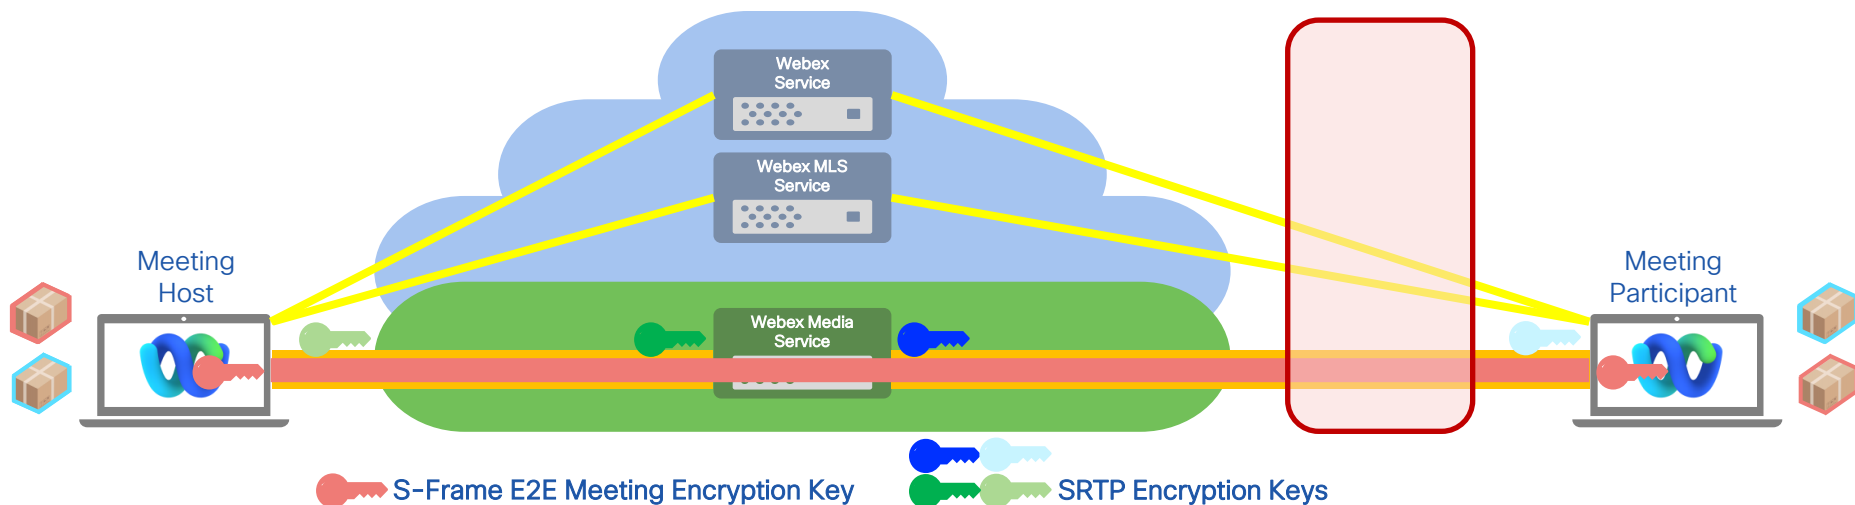 Webex
Service
Webex MLS
Service
Meeting
Host
Meeting
Participant
Webex Media
Service
S-Frame E2E Meeting Encryption Key
SRTP Encryption Keys